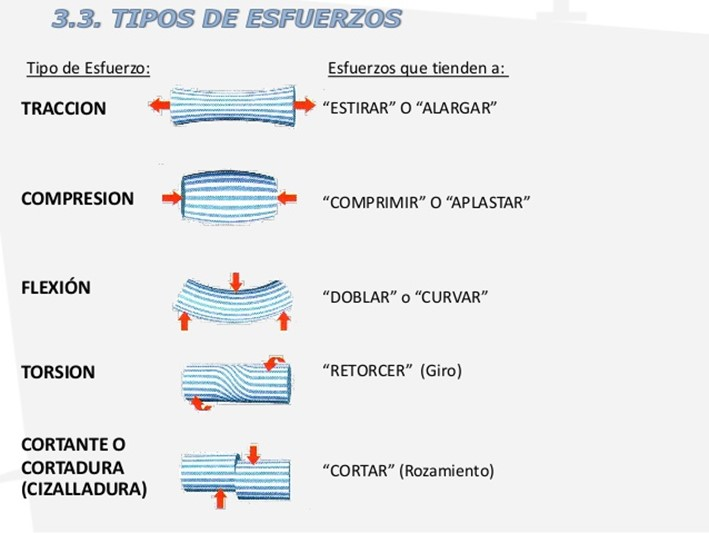 3.3. TIPOS DE ESFUERZOS
Tipo de Esfuerzo:
Esfuerzos que tienden a:
TRACCION
“ESTIRAR” O “ALARGAR”
COMPRESION
“COMPRIMIR” O “APLASTAR”
FLEXIÓN
“DOBLAR” o “CURVAR”
TORSION
“RETORCER” (Giro)
CORTANTE O
CORTADURA
(CIZALLADURA)
“CORTAR” (Rozamiento)